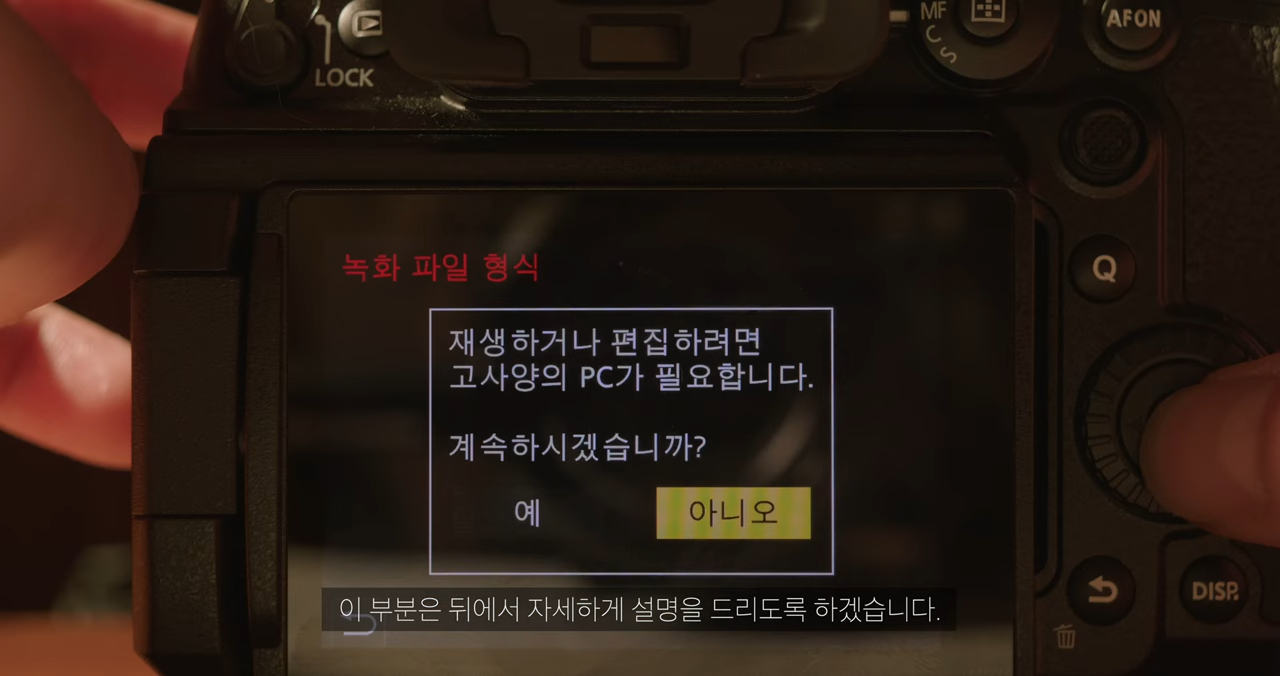 MF
C
S
AF ON
LOCK
Q
녹화 파일 형식
재생하거나 편집하려면
고사양의 PC가 필요합니다.
계속하시겠습니까?
예 아니오
이 부분은 뒤에서 자세하게 설명을 드리도록 하겠습니다.
DISP.